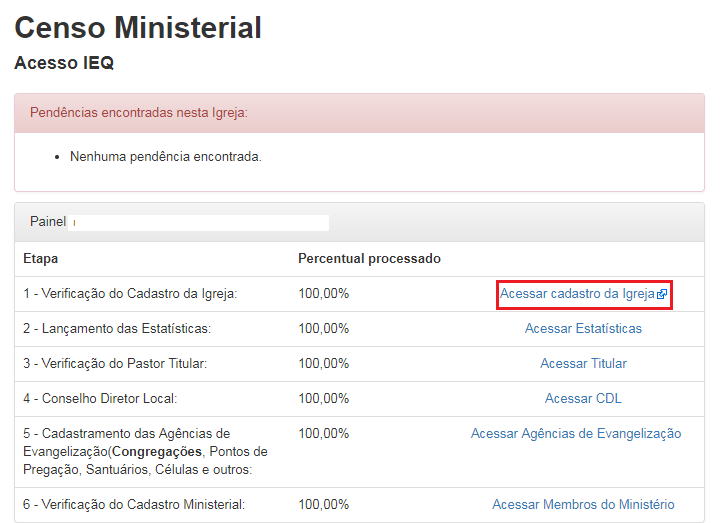 Censo Ministerial
Acesso IEQ
Pendências encontradas nesta Igreja:
Nenhuma pendência encontrada.
Painel
Etapa Percentual processado
1 - Verificação do Cadastro da Igreja: 100,00% Acessar cadastro da Igreja
2 - Lançamento das Estatísticas: 100,00% Acessar Estatísticas
3 - Verificação do Pastor Titular: 100,00% Acessar Titular
4 - Conselho Diretor Local: 100,00% Acessar CDL
5 - Cadastramento das Agências de 100,00% Acessar Agências de Evangelização
Evangelização(Congregações, Pontos de
Pregação, Santuários, Células e outros:
6 - Verificação do Cadastro Ministerial: 100,00% Acessar Membros do Ministério